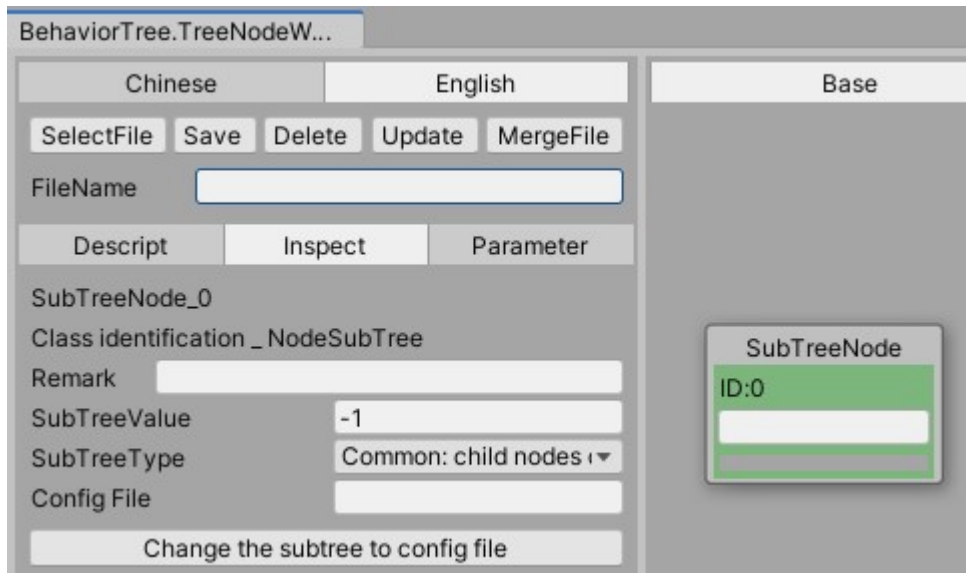 BehaviorTree.TreeNodeW...
Chinese English Base
SelectFile Save Delete Update MergeFile
FileName
Descript Inspect Parameter
SubTreeNode_0
Class identification _ NodeSubTree
Remark
SubTreeValue -1
SubTreeType Common: child nodes
Config File
Change the subtree to config file
SubTreeNode
ID:0